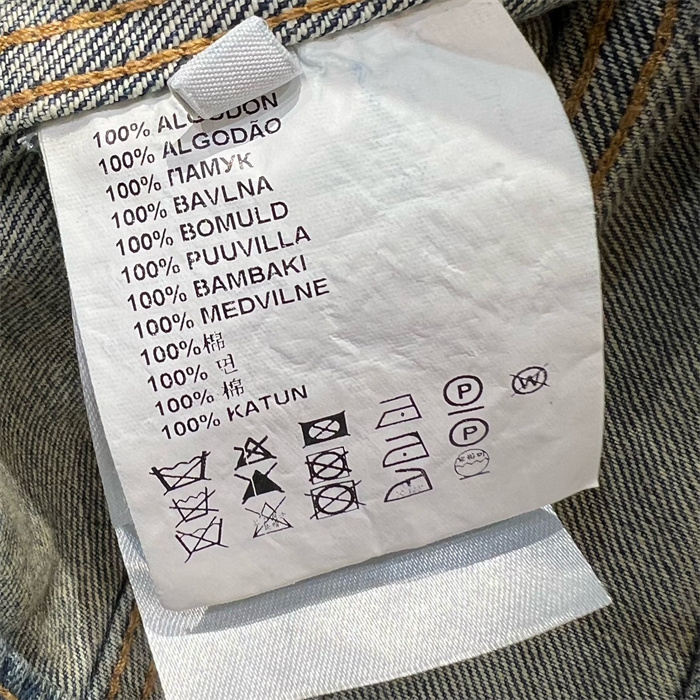 100% ALGODÓN
100% ALGODÃO
100% ПАМУК
100% BAVLNA
100% BOMULD
100% PUUVILLA
100% BAMBAKI
100% MEDVILNE
100% 棉
100% 면
100% 棉
100% KATUN
P
W
P